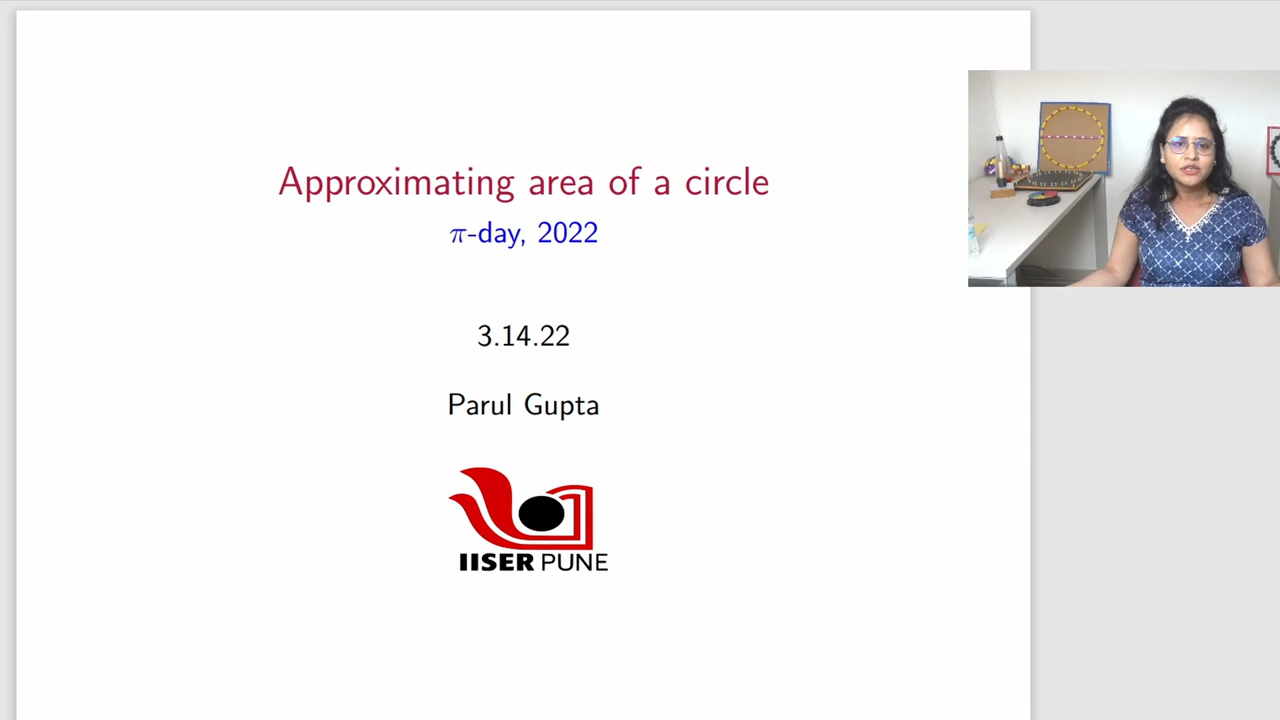 Approximating area of a circle
π-day, 2022
3.14.22
Parul Gupta
IISER PUNE